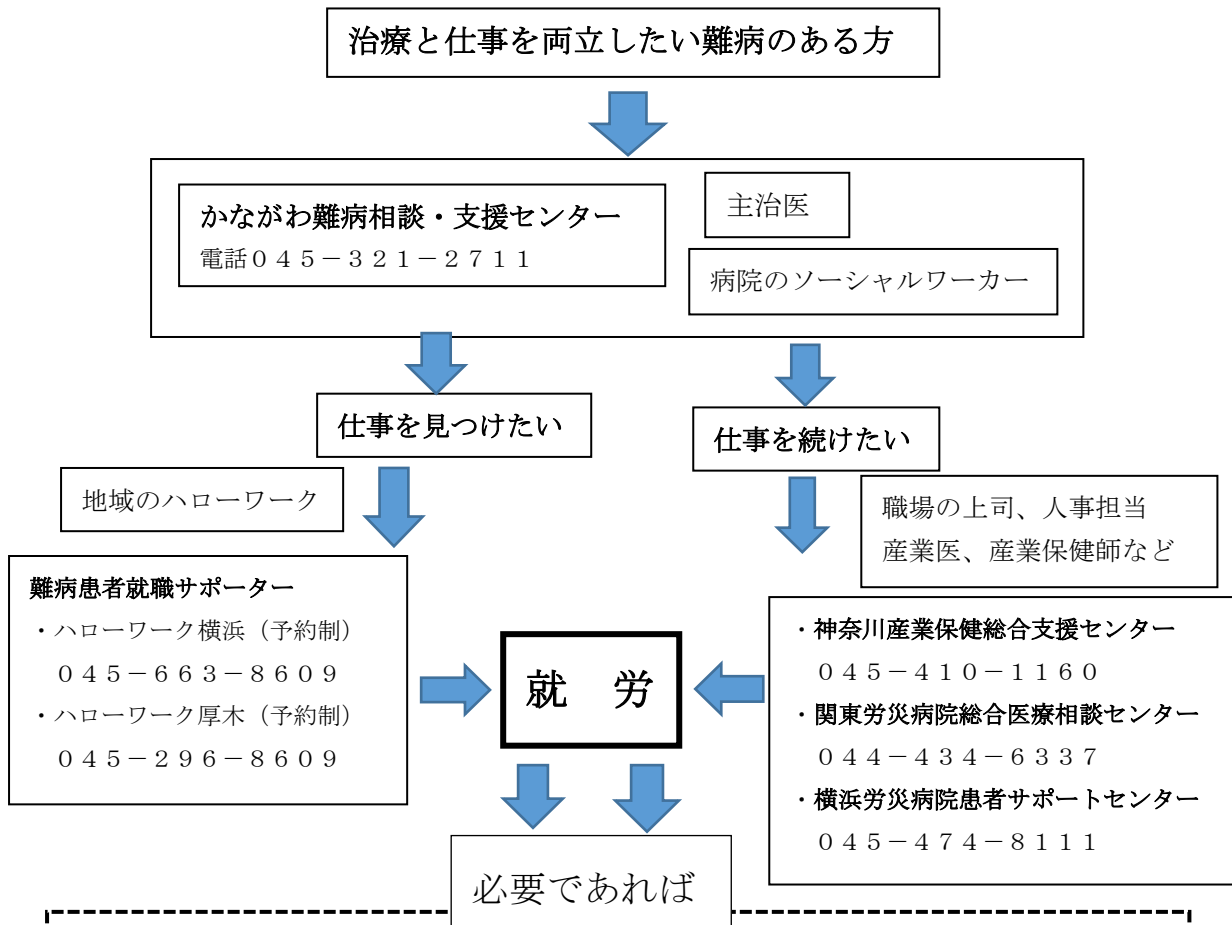 治療と仕事を両立したい難病のある方
かながわ難病相談・支援センター
電話０４５－３２１－２７１１
主治医
病院のソーシャルワーカー
仕事を見つけたい
仕事を続けたい
地域のハローワーク
職場の上司、人事担当
産業医、産業保健師など
難病患者就職サポーター
・ハローワーク横浜（予約制）
０４５－６６３－８６０９
・ハローワーク厚木（予約制）
０４５－２９６－８６０９
就　労
・神奈川産業保健総合支援センター
０４５－４１０－１１６０
・関東労災病院総合医療相談センター
０４４－４３４－６３３７
・横浜労災病院患者サポートセンター
０４５－４７４－８１１１
必要であれば